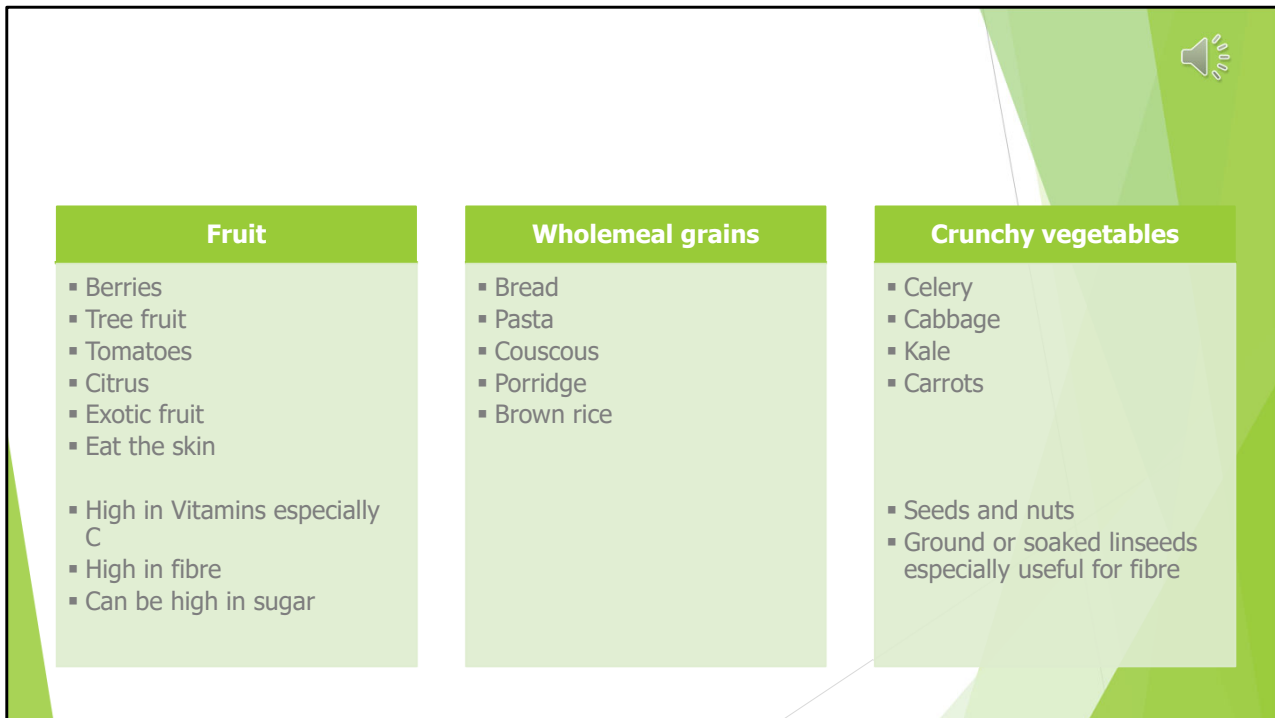 Fruit
▪ Berries
▪ Tree fruit
▪ Tomatoes
▪ Citrus
▪ Exotic fruit
▪ Eat the skin
▪ High in Vitamins especially
C
▪ High in fibre
▪ Can be high in sugar
Wholemeal grains
▪ Bread
▪ Pasta
▪ Couscous
▪ Porridge
▪ Brown rice
Crunchy vegetables
▪ Celery
▪ Cabbage
▪ Kale
▪ Carrots
▪ Seeds and nuts
▪ Ground or soaked linseeds
especially useful for fibre